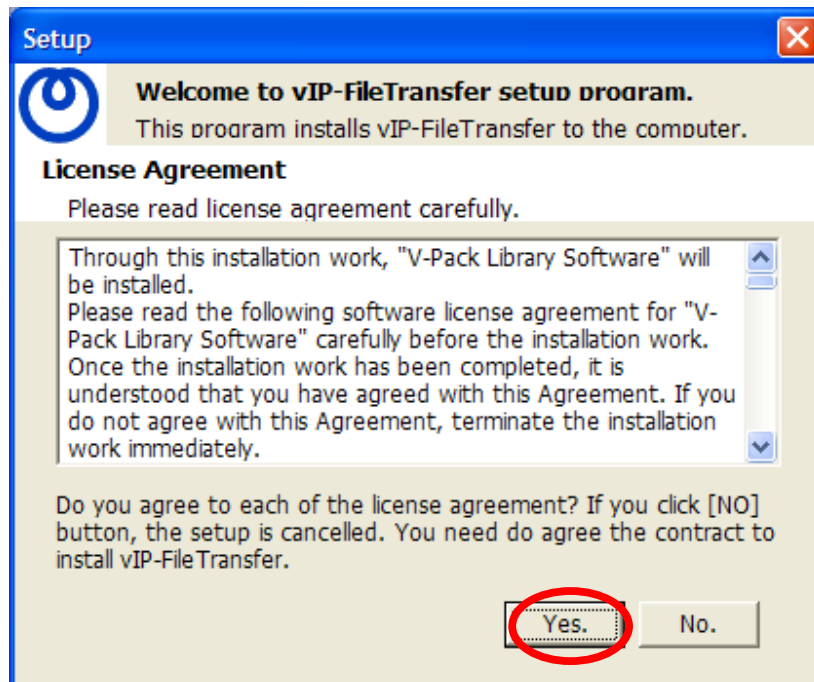 Setup
Welcome to vIP-FileTransfer setup program.
This program installs vIP-FileTransfer to the computer.
License Agreement
Please read license agreement carefully.
Through this installation work, "V-Pack Library Software" will
be installed.
Please read the following software license agreement for "V-
Pack Library Software" carefully before the installation work.
Once the installation work has been completed, it is
understood that you have agreed with this Agreement. If you
do not agree with this Agreement, terminate the installation
work immediately.
Do you agree to each of the license agreement? If you click [NO]
button, the setup is cancelled. You need do agree the contract to
install vIP-FileTransfer.
Yes. No.